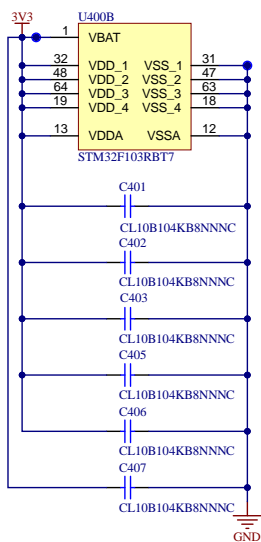 3V3
U400B
1 VBAT
32 VDD_1 VSS_1 31
48 VDD_2 VSS_2 47
64 VDD_3 VSS_3 63
19 VDD_4 VSS_4 18
13 VDDA VSSA 12
STM32F103RBT7
C401
CL10B104KB8NNNC
C402
CL10B104KB8NNNC
C403
CL10B104KB8NNNC
C405
CL10B104KB8NNNC
C406
CL10B104KB8NNNC
C407
CL10B104KB8NNNC
GND